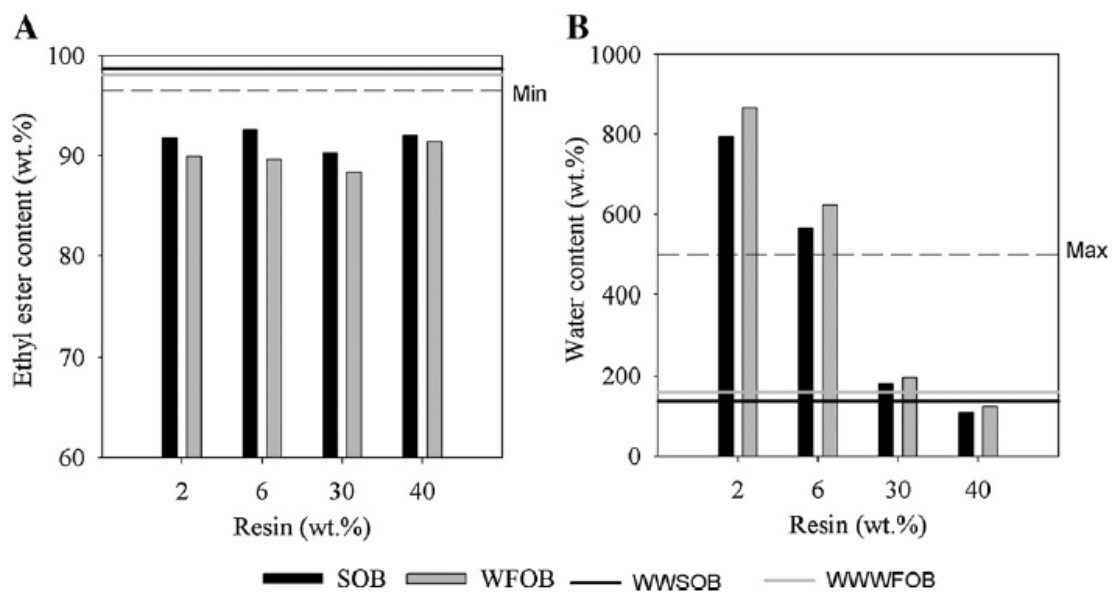 A
Ethyl ester content (wt.%)
100
90
80
70
60
Min
2 6 30 40
Resin (wt.%)
B
Water content (wt.%)
1000
800
600
400
200
0
Max
2 6 30 40
Resin (wt.%)
SOB WFOB WWSOB WWWFOB